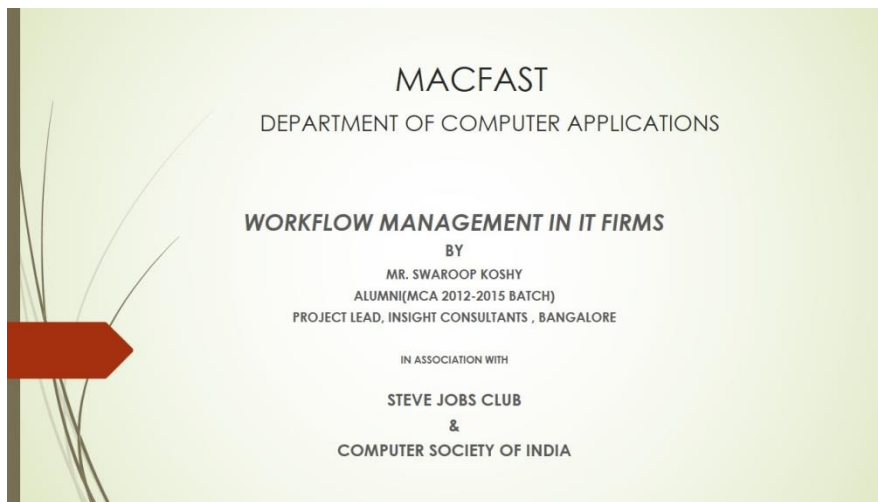 MACFAST
DEPARTMENT OF COMPUTER APPLICATIONS
WORKFLOW MANAGEMENT IN IT FIRMS
BY
MR. SWAROOP KOSHY
ALUMNI(MCA 2012-2015 BATCH)
PROJECT LEAD, INSIGHT CONSULTANTS , BANGALORE
IN ASSOCIATION WITH
STEVE JOBS CLUB
&
COMPUTER SOCIETY OF INDIA